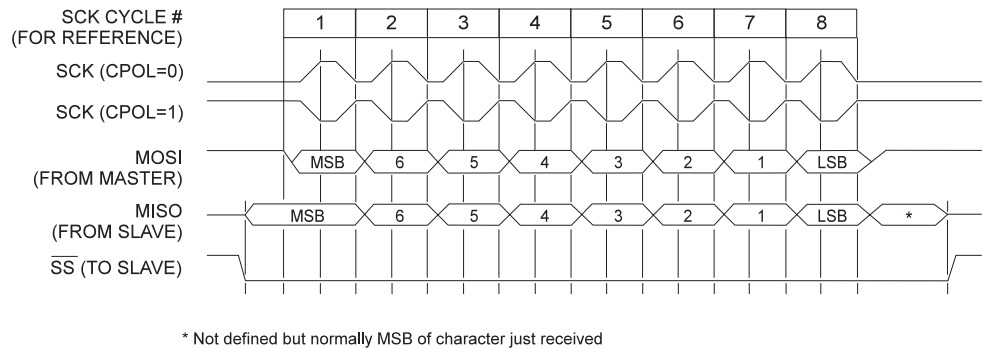 SCK CYCLE #
(FOR REFERENCE)
1 2 3 4 5 6 7 8
SCK (CPOL=0)
SCK (CPOL=1)
MOSI
(FROM MASTER)
MSB 6 5 4 3 2 1 LSB
MISO
(FROM SLAVE)
MSB 6 5 4 3 2 1 LSB *
SS (TO SLAVE)
* Not defined but normally MSB of character just received